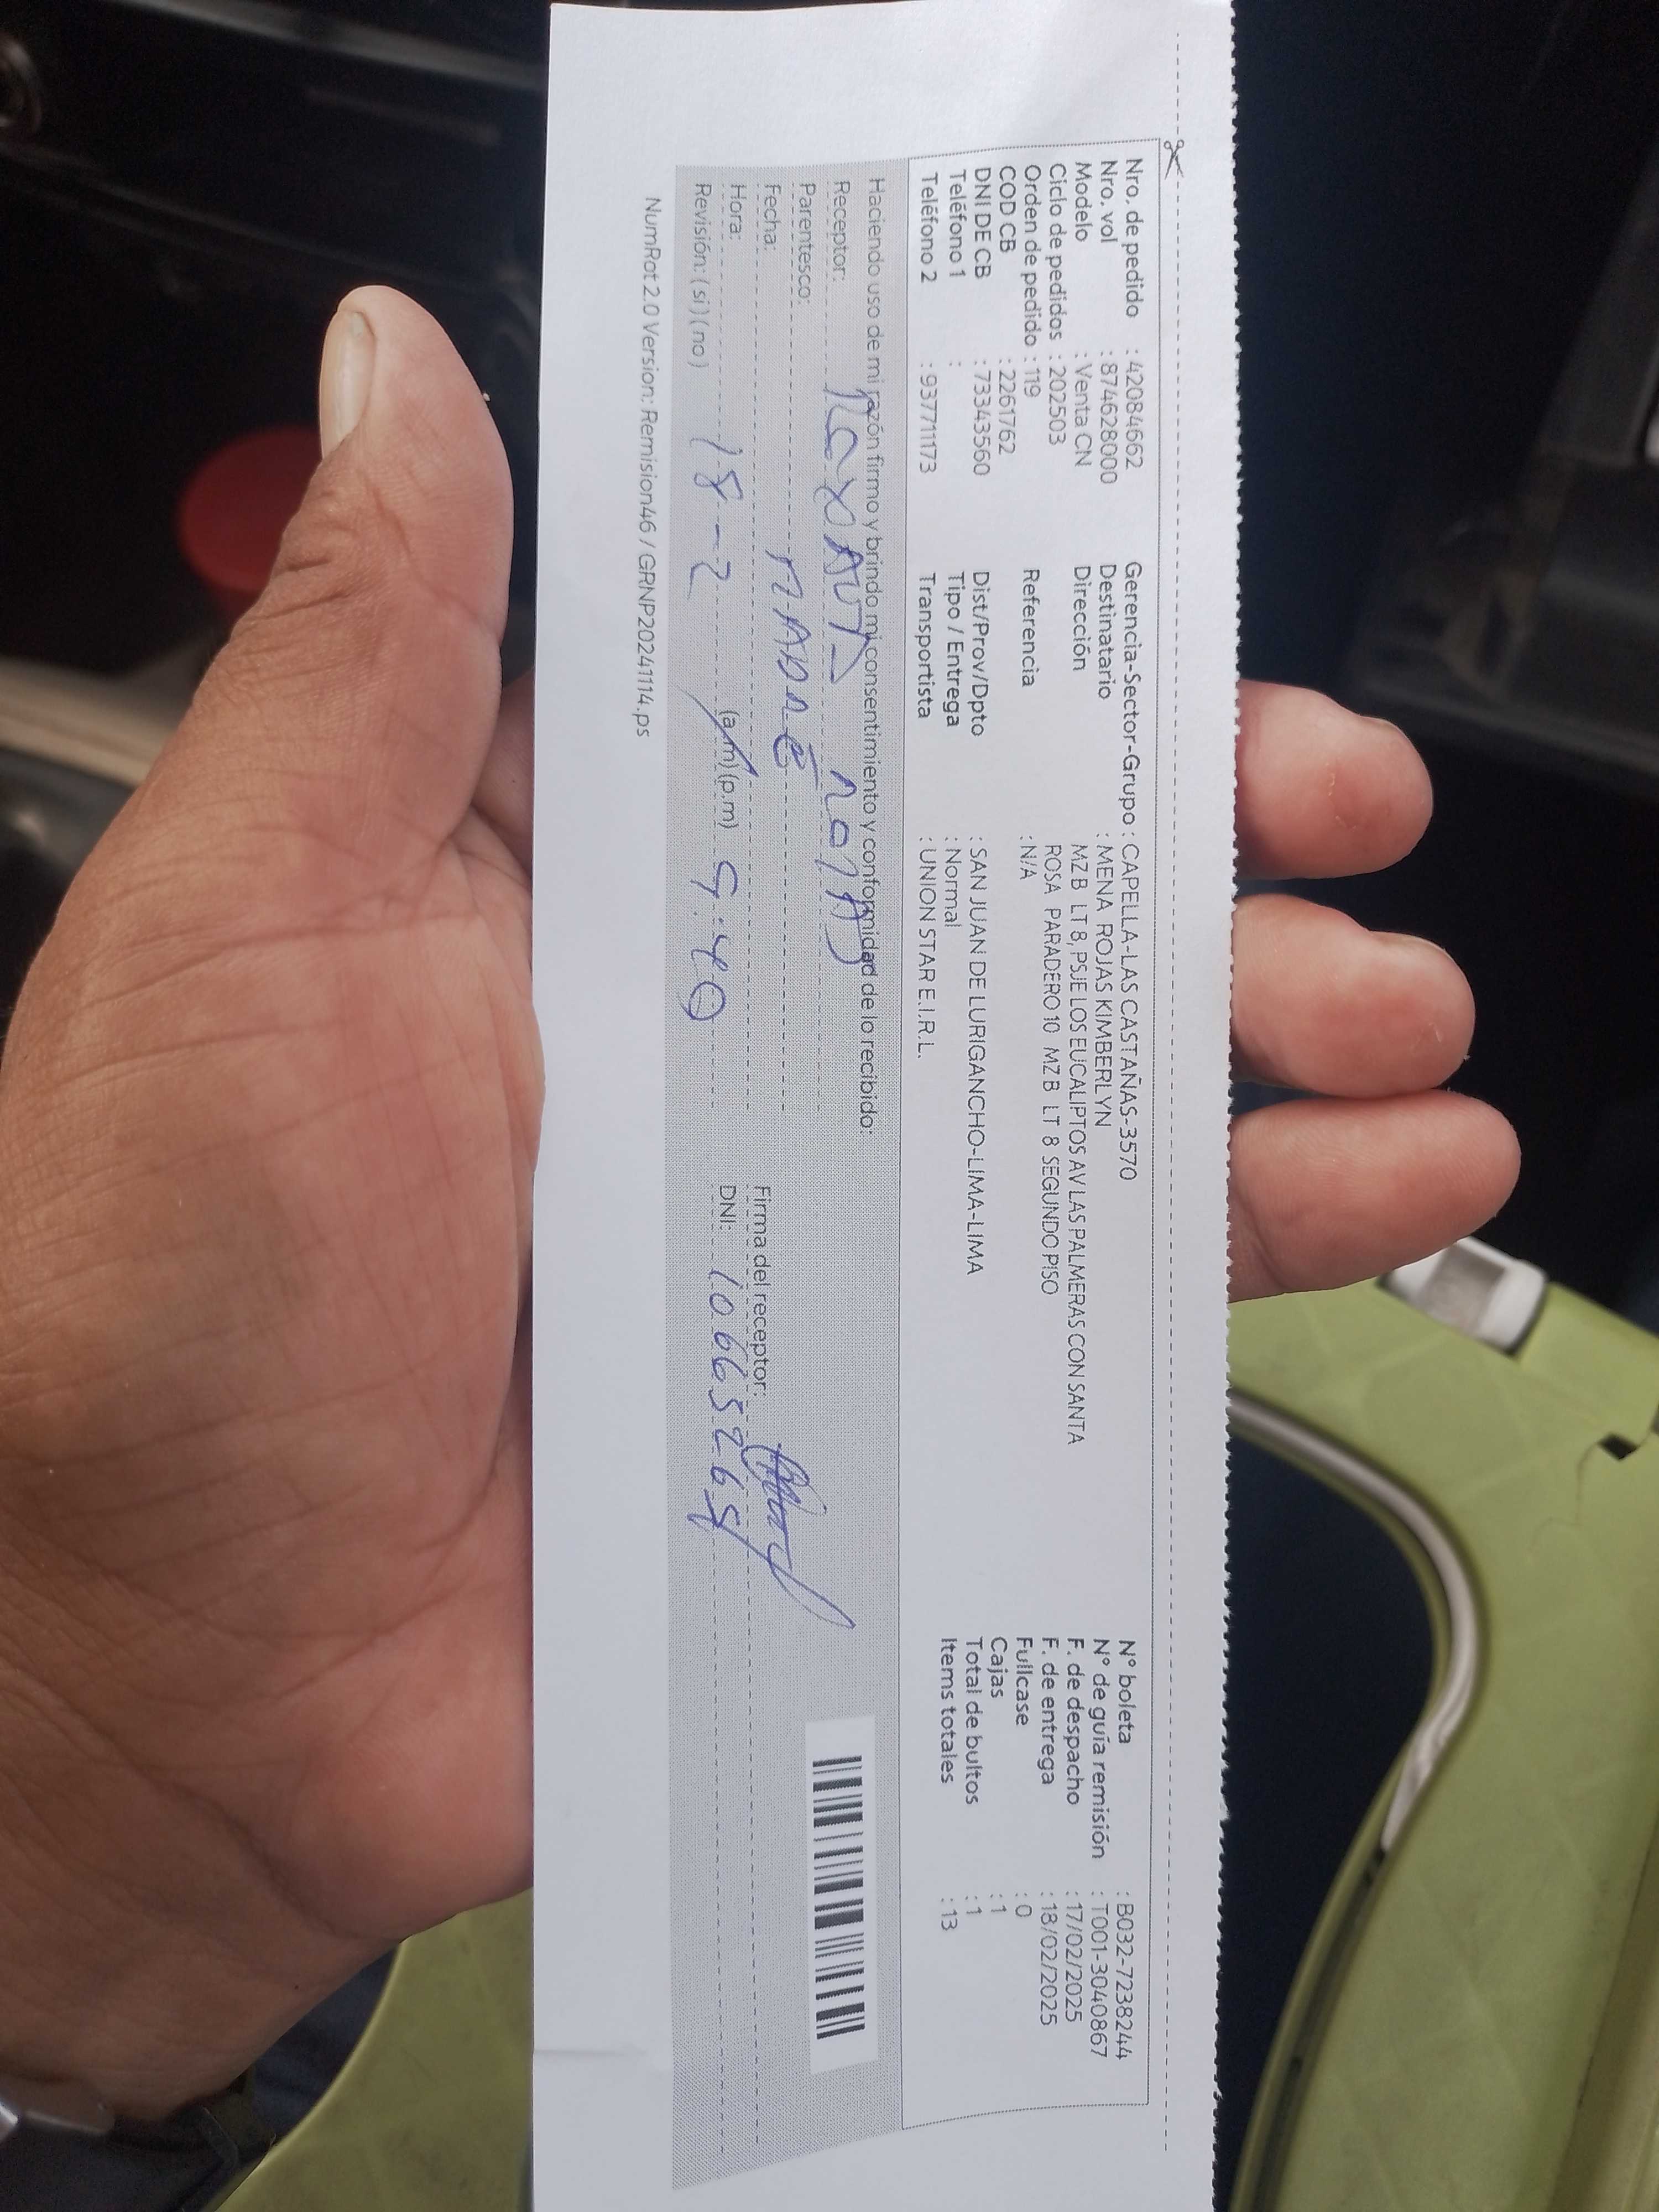 Nro. de pedido : 42084662 Gerencia-Sector-Grupo : CAPELLA-LAS CASTAÑAS-3570 N° boleta : B032-7238244
Nro. vol : 874628000 Destinatario : MENA ROJAS KIMBERLYN N° de guía remisión : T001-3040867
Modelo : Venta CN Dirección MZ B LT 8, PSJE LOS EUCALIPTOS AV LAS PALMERAS CON SANTA F. de despacho : 17/02/2025
Ciclo de pedidos : 202503 ROSA PARADERO 10 MZ B LT 8 SEGUNDO PISO F. de entrega : 18/02/2025
Orden de pedido : 119 Referencia : N/A Fullcase : 0
COD CB : 2261762 Cajas : 1
DNI DE CB : 73343560 Dist/Prov/Dpto : SAN JUAN DE LURIGANCHO-LIMA-LIMA Total de bultos : 1
Teléfono 1 : Tipo / Entrega : Normal Items totales : 13
Teléfono 2 : 937711173 Transportista : UNION STAR E.I.R.L.
Haciendo uso de mi razón firmo y brindo mi consentimiento y conformidad de lo recibido:
Receptor:
Parentesco: MADRE
Fecha: Firma del receptor:
Hora: 18-2 (a.m) (p.m) 9:40 DNI: 10665265
Revisión: (si) (no)
NumRot 2.0 Version: Remision46 / GRNP20241114.ps